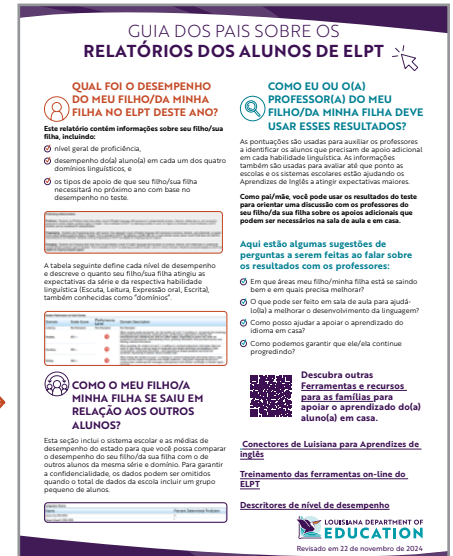 GUIA DOS PAIS SOBRE OS
RELATÓRIOS DOS ALUNOS DE ELPT
QUAL FOI O DESEMPENHO
DO MEU FILHO/DA MINHA
FILHA NO ELPT DESTE ANO?
Este relatório contém informações sobre seu filho/sua
filha, incluindo:
nível geral de proficiência,
desempenho do(a) aluno(a) em cada um dos quatro
domínios linguísticos, e
os tipos de apoio de que seu filho/sua filha
necessitará no próximo ano com base no
desempenho no teste.
A tabela seguinte define cada nível de desempenho
e descreve o quanto seu filho/sua filha atingiu as
expectativas da série e da respectiva habilidade
linguística (Escuta, Leitura, Expressão oral, Escrita),
também conhecidas como "domínios".
COMO O MEU FILHO/A
MINHA FILHA SE SAIU EM
RELAÇÃO AOS OUTROS
ALUNOS?
Esta seção inclui o sistema escolar e as médias de
desempenho do estado para que você possa comparar
o desempenho do seu filho/da sua filha com o de
outros alunos da mesma série e domínio. Para garantir
a confidencialidade, os dados podem ser omitidos
quando o total de dados da escola incluir um grupo
pequeno de alunos.
COMO EU OU O(A)
PROFESSOR(A) DO MEU
FILHO/DA MINHA FILHA DEVE
USAR ESSES RESULTADOS?
As pontuações são usadas para auxiliar os professores
a identificar os alunos que precisam de apoio adicional
em cada habilidade linguística. As informações
também são usadas para avaliar até que ponto as
escolas e os sistemas escolares estão ajudando os
Aprendizes de Inglês a atingir expectativas maiores.
Como pai/mãe, você pode usar os resultados do teste
para orientar uma discussão com os professores do
seu filho/da sua filha sobre os apoios adicionais que
podem ser necessários na sala de aula e em casa.
Aqui estão algumas sugestões de
perguntas a serem feitas ao falar sobre
os resultados com os professores:
Em que áreas meu filho/minha filha está se saindo
bem e em quais precisa melhorar?
O que pode ser feito em sala de aula para ajudá-
lo(la) a melhorar o desenvolvimento da linguagem?
Como posso ajudar a apoiar o aprendizado do
idioma em casa?
Como podemos garantir que ele/ela continue
progredindo?
Descubra outras
Ferramentas e recursos
para as famílias para
apoiar o aprendizado do(a)
aluno(a) em casa.
Conectores de Luisiana para Aprendizes de
inglês
Treinamento das ferramentas on-line do
ELPT
Descritores de nível de desempenho
LOUISIANA DEPARTMENT OF
EDUCATION
Revisado em 22 de novembro de 2024